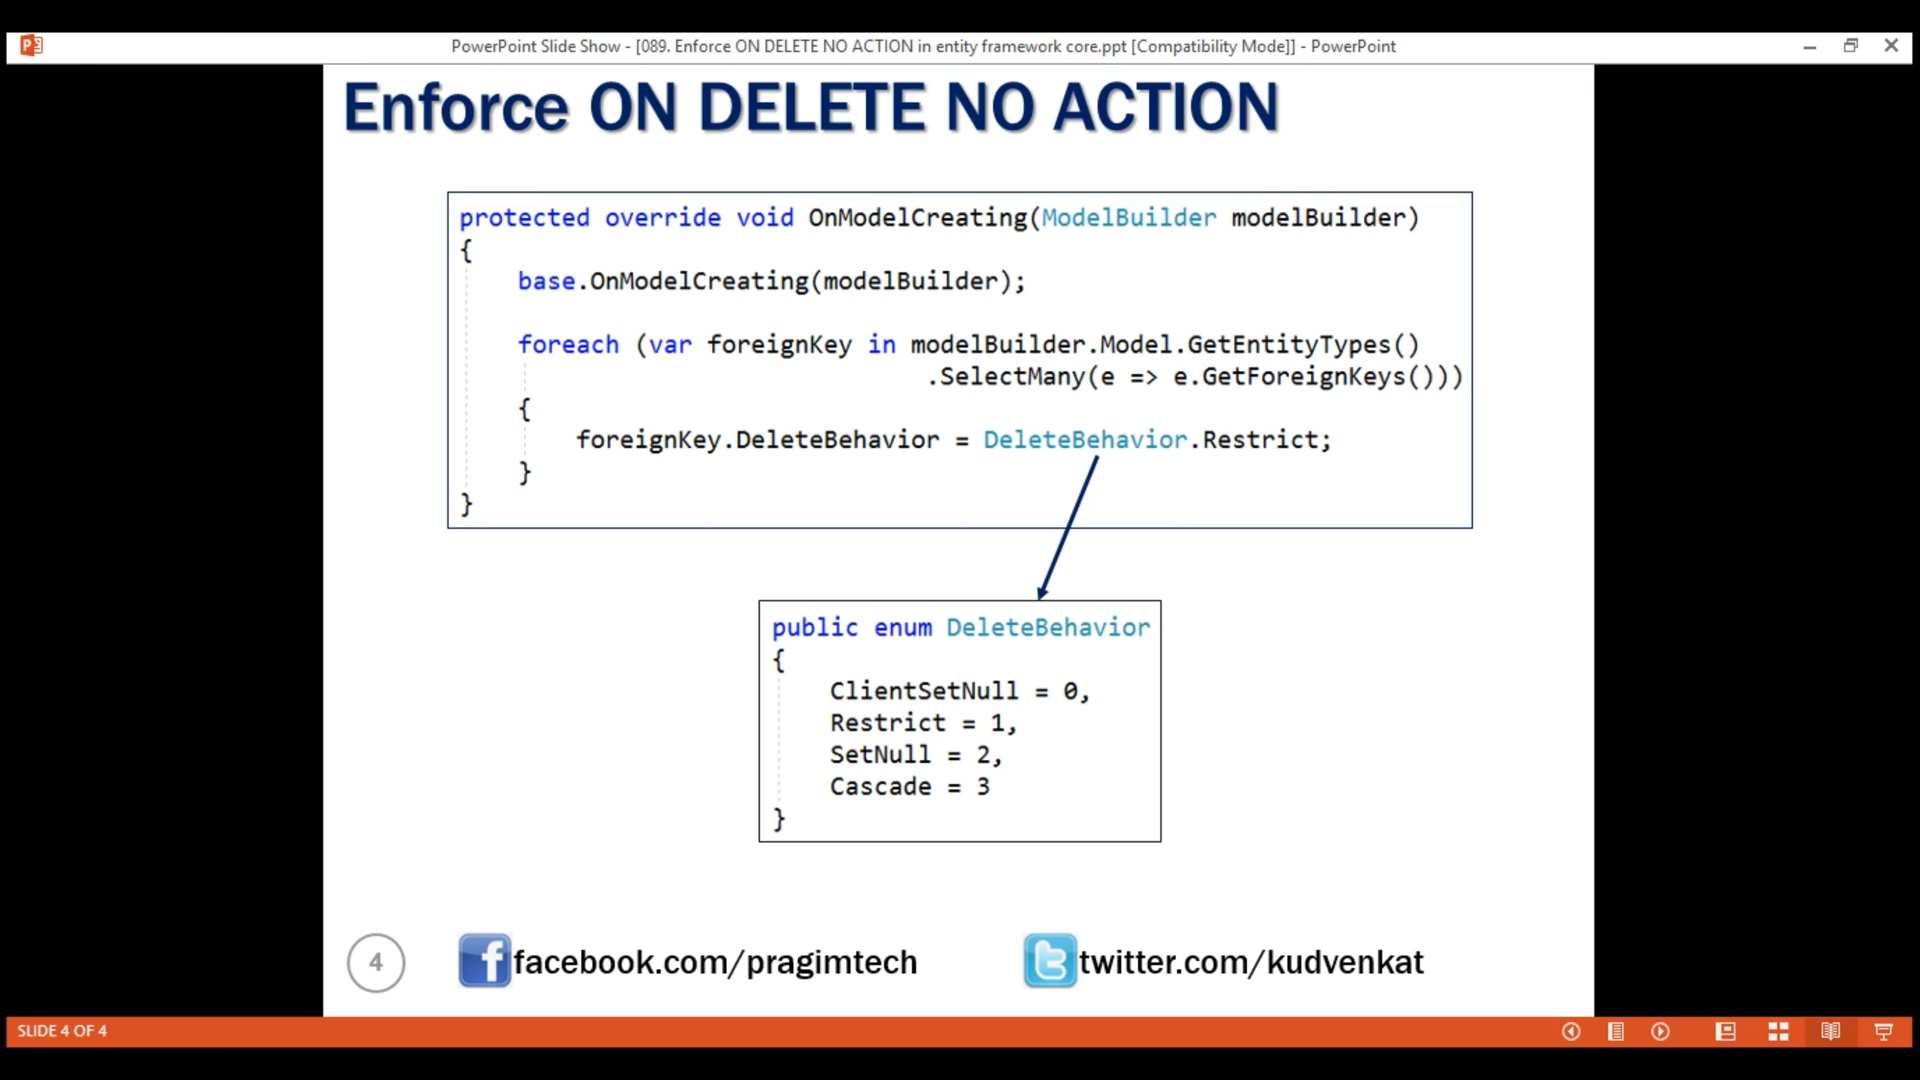 PowerPoint Slide Show - [089. Enforce ON DELETE NO ACTION in entity framework core.ppt [Compatibility Mode]] - PowerPoint
Enforce ON DELETE NO ACTION
protected override void OnModelCreating(ModelBuilder modelBuilder)
{
base.OnModelCreating(modelBuilder);
foreach (var foreignKey in modelBuilder.Model.GetEntityTypes()
.SelectMany(e => e.GetForeignKeys()))
{
foreignKey.DeleteBehavior = DeleteBehavior.Restrict;
}
}
public enum DeleteBehavior
{
ClientSetNull = 0,
Restrict = 1,
SetNull = 2,
Cascade = 3
}
4
facebook.com/pragimtech
twitter.com/kudvenkat
SLIDE 4 OF 4